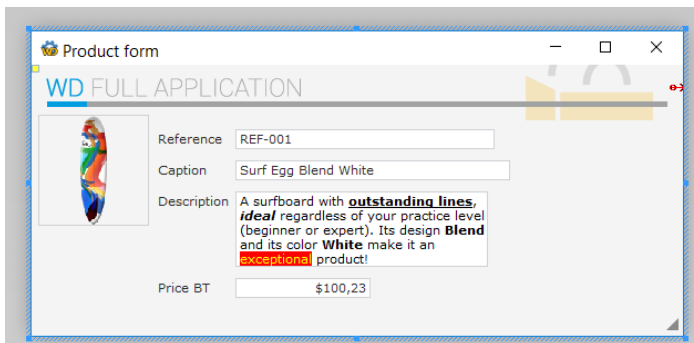 Product form
WD FULL APPLICATION
Reference REF-001
Caption Surf Egg Blend White
Description A surfboard with outstanding lines,
ideal regardless of your practice level
(beginner or expert). Its design Blend
and its color White make it an
exceptional product!
Price BT $100,23